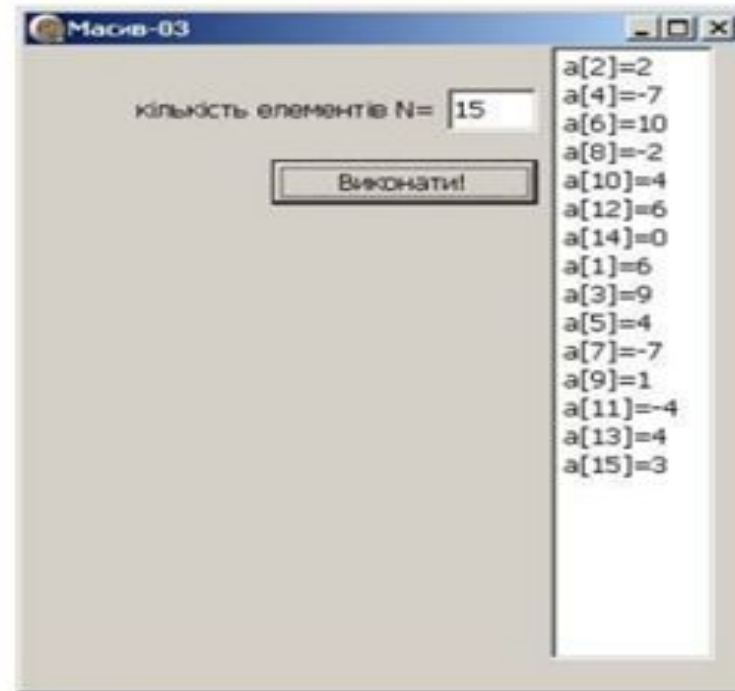 Масив-03
кількість елементів N= 15
Виконати!
a[2]=2
a[4]=-7
a[6]=10
a[8]=-2
a[10]=4
a[12]=6
a[14]=0
a[1]=6
a[3]=9
a[5]=4
a[7]=-7
a[9]=1
a[11]=-4
a[13]=4
a[15]=3